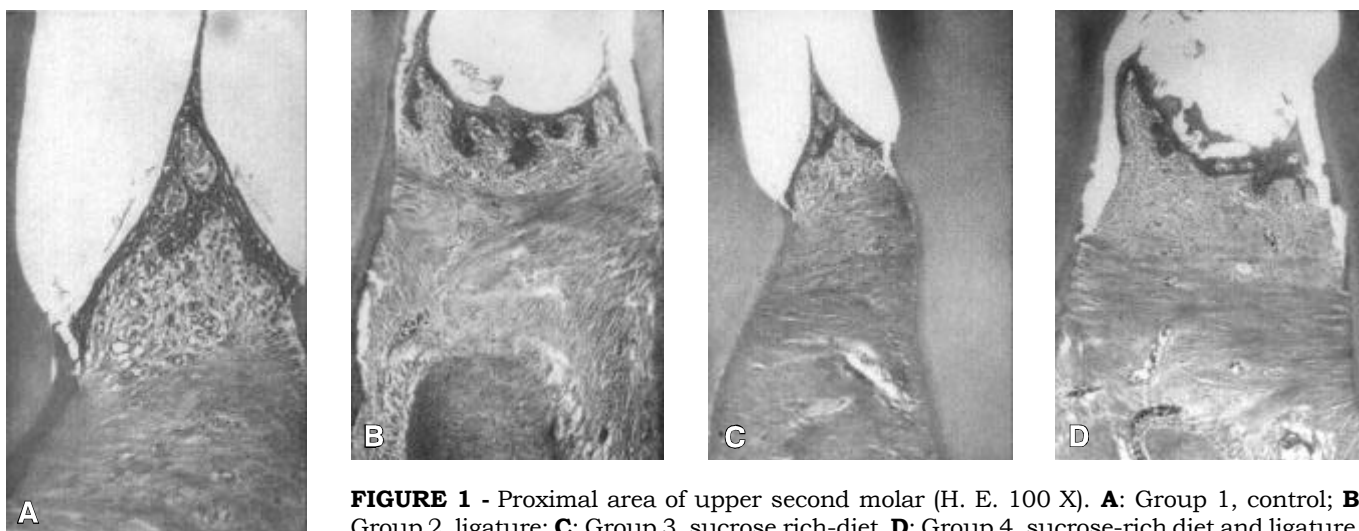 A
B
C
D
FIGURE 1 - Proximal area of upper second molar (H. E. 100 X). A: Group 1, control; B
Group 2, ligature; C: Group 3, sucrose rich-diet. D: Group 4, sucrose-rich diet and ligature